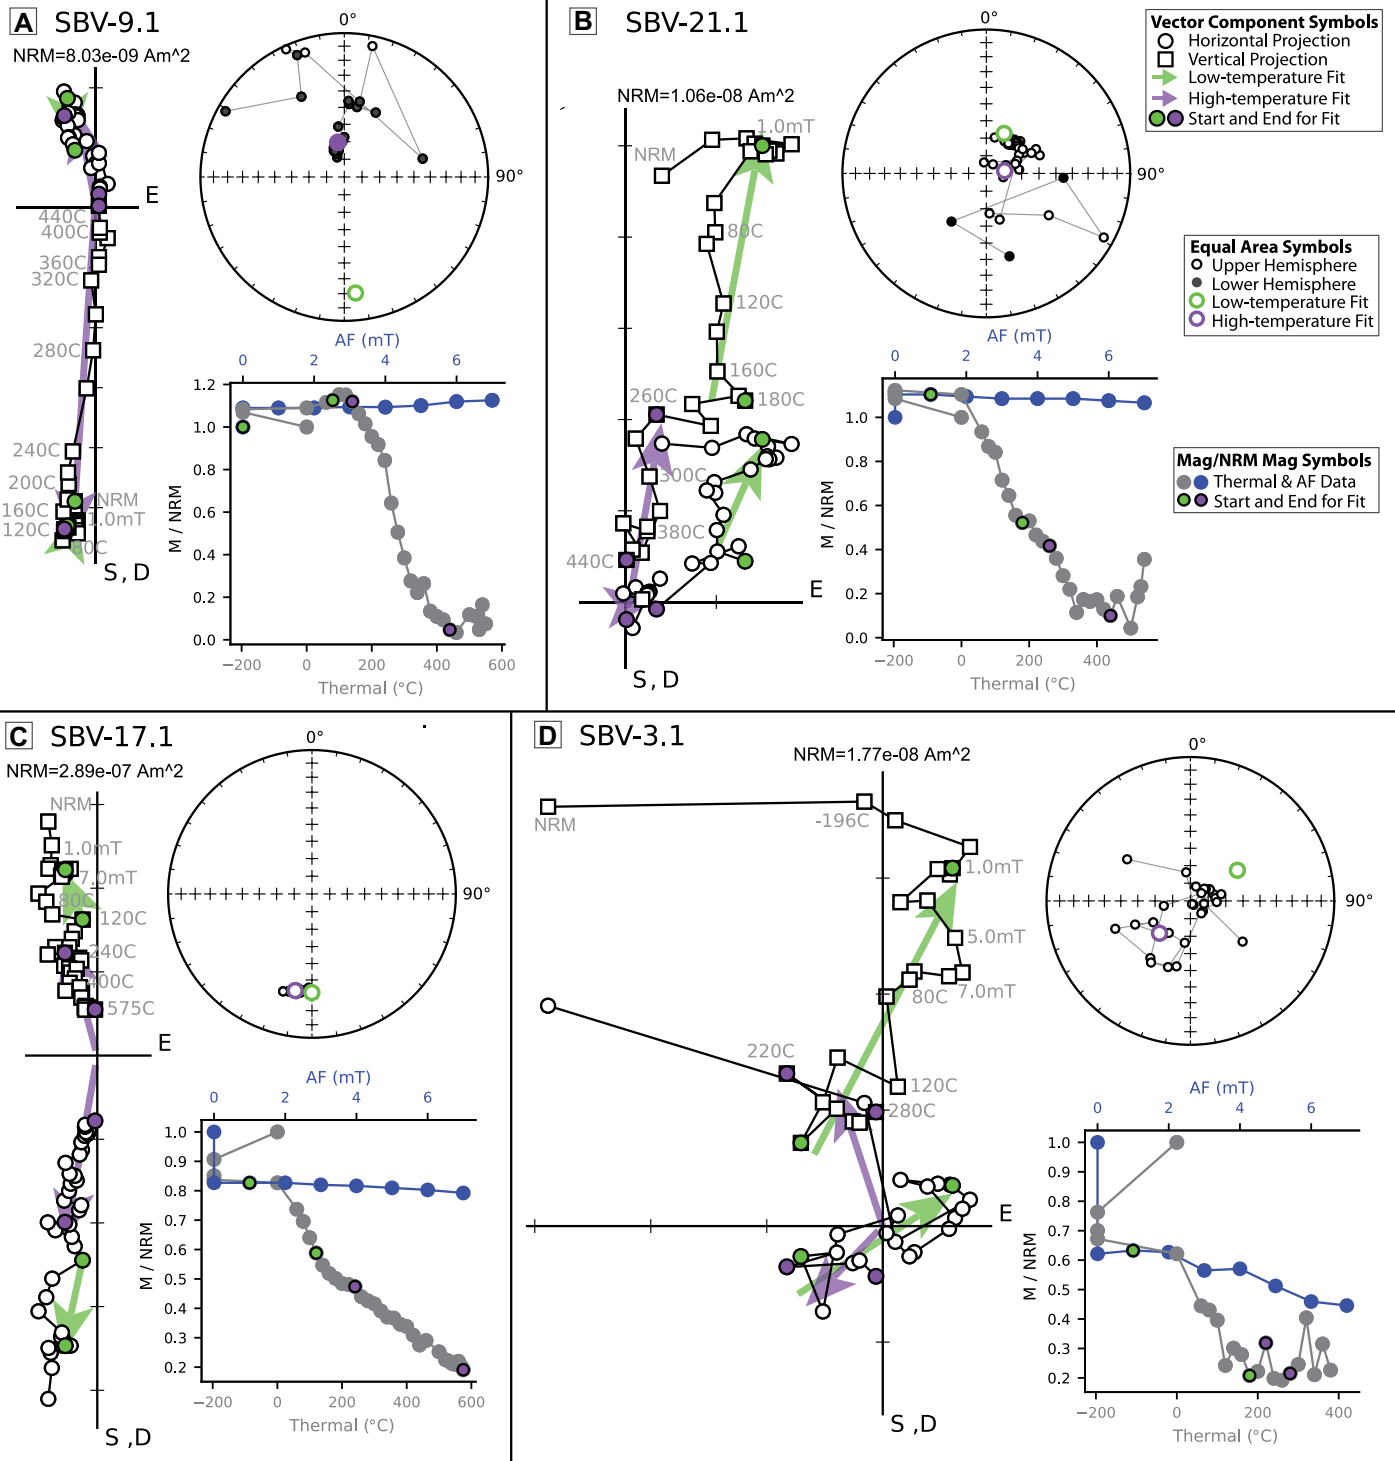 A SBV-9.1
NRM=8.03e-09 Am^2
0°
90°
E
440C
400C
360C
320C
280C
240C
200C
160C
120C
NRM
1.0mT
80C
S, D
AF (mT)
0 2 4 6
1.2
1.0
0.8
0.6
0.4
0.2
0.0
M / NRM
−200 0 200 400 600
Thermal (°C)
B SBV-21.1
NRM=1.06e-08 Am^2
0°
90°
1.0mT
NRM
80C
120C
160C
180C
260C
300C
380C
440C
E
S, D
AF (mT)
0 2 4 6
1.0
0.8
0.6
0.4
0.2
0.0
M / NRM
−200 0 200 400
Thermal (°C)
Vector Component Symbols
Horizontal Projection
Vertical Projection
Low-temperature Fit
High-temperature Fit
Start and End for Fit
Equal Area Symbols
Upper Hemisphere
Lower Hemisphere
Low-temperature Fit
High-temperature Fit
Mag/NRM Mag Symbols
Thermal & AF Data
Start and End for Fit
C SBV-17.1
NRM=2.89e-07 Am^2
0°
90°
NRM
1.0mT
7.0mT
80C
120C
240C
400C
575C
E
S,D
AF (mT)
0 2 4 6
1.0
0.9
0.8
0.7
0.6
0.5
0.4
0.3
0.2
M / NRM
−200 0 200 400 600
Thermal (°C)
D SBV-3.1
NRM=1.77e-08 Am^2
0°
90°
NRM
-196C
1.0mT
5.0mT
7.0mT
80C
120C
220C
280C
E
S,D
AF (mT)
0 2 4 6
1.0
0.9
0.8
0.7
0.6
0.5
0.4
0.3
0.2
M / NRM
−200 0 200 400
Thermal (°C)